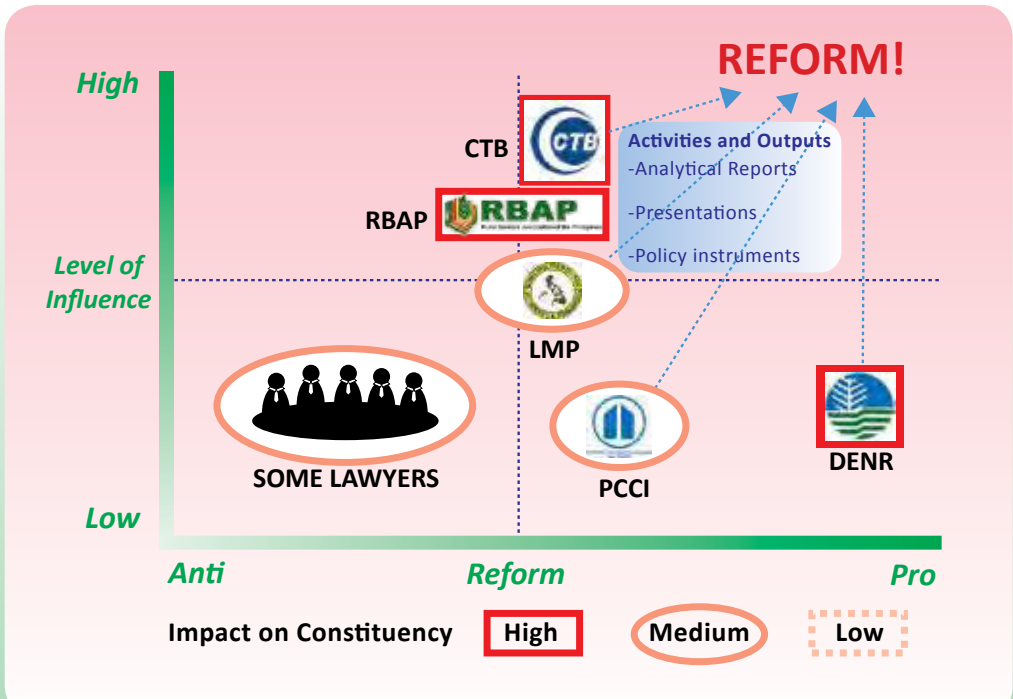 REFORM!
High
CTB
CTB
Activities and Outputs
-Analytical Reports
-Presentations
-Policy instruments
RBAP
RBAP
Level of
Influence
LMP
SOME LAWYERS
PCCI
DENR
Low
Anti
Reform
Pro
Impact on Constituency
High
Medium
Low